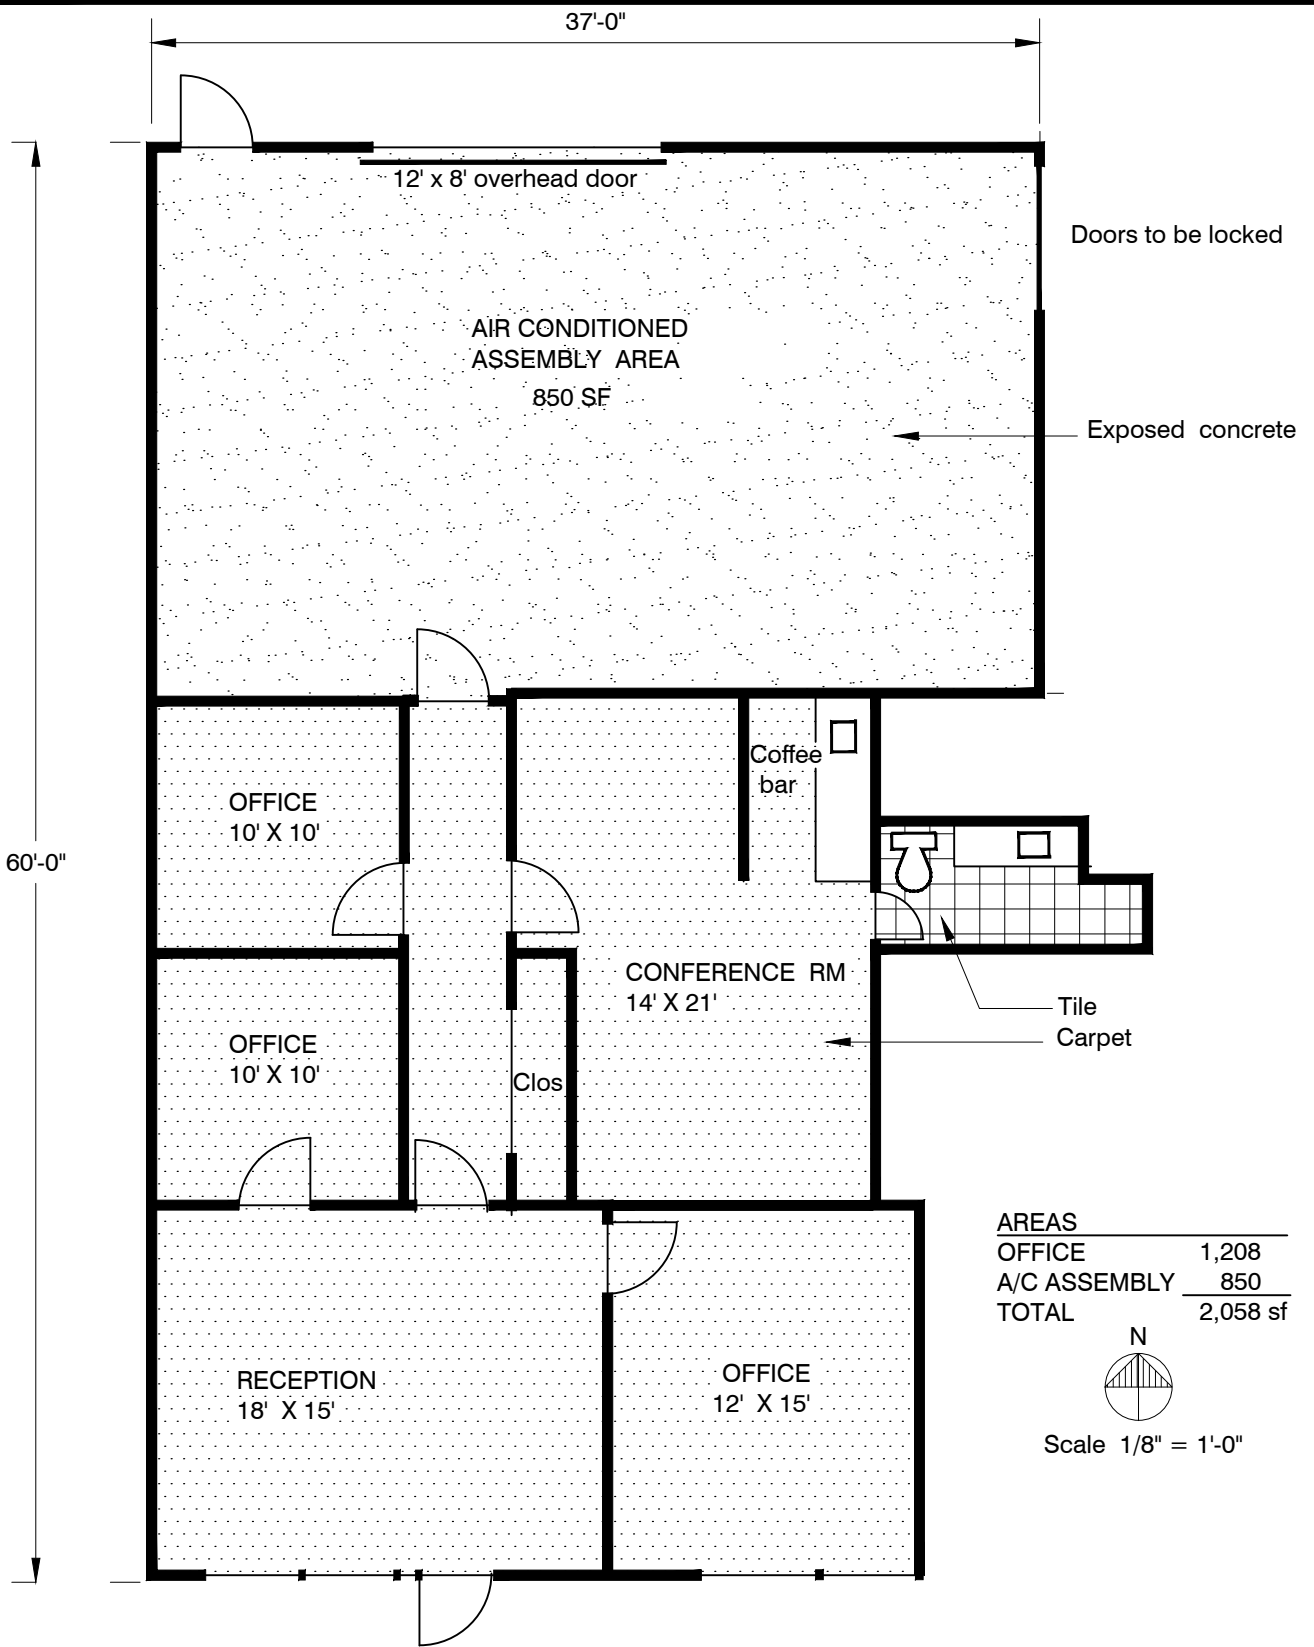 37'-0"
12' x 8' overhead door
Doors to be locked
AIR CONDITIONED
ASSEMBLY AREA
850 SF
Exposed concrete
Coffee
bar
OFFICE
10' X 10'
60'-0"
CONFERENCE RM
14' X 21'
Tile
Carpet
OFFICE
10' X 10'
Clos
AREAS
OFFICE 1,208
A/C ASSEMBLY 850
TOTAL 2,058 sf
N
RECEPTION
18' X 15'
OFFICE
12' X 15'
Scale 1/8" = 1'-0"